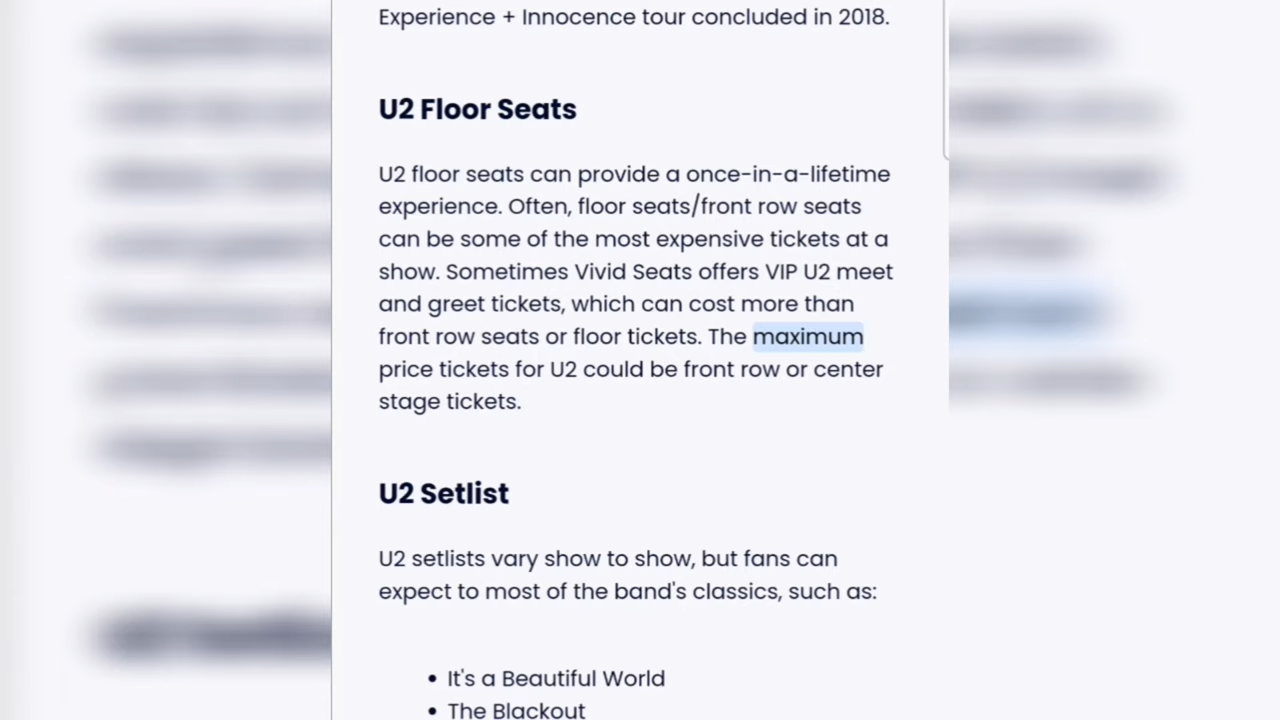 Experience + Innocence tour concluded in 2018.
U2 Floor Seats
U2 floor seats can provide a once-in-a-lifetime
experience. Often, floor seats/front row seats
can be some of the most expensive tickets at a
show. Sometimes Vivid Seats offers VIP U2 meet
and greet tickets, which can cost more than
front row seats or floor tickets. The maximum
price tickets for U2 could be front row or center
stage tickets.
U2 Setlist
U2 setlists vary show to show, but fans can
expect to most of the band's classics, such as:
• It's a Beautiful World
• The Blackout